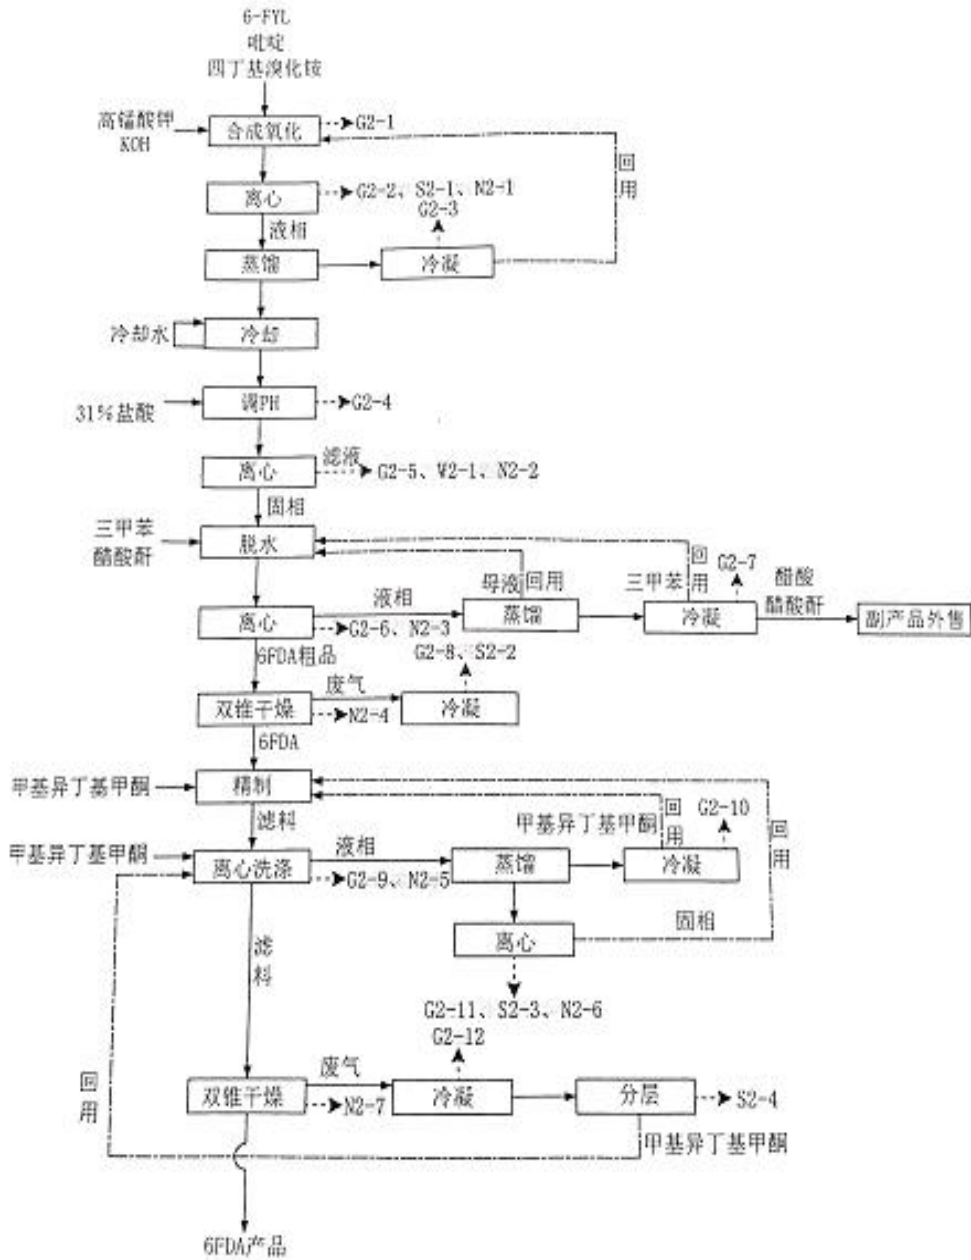 6-FYL
吡啶
四丁基溴化铵
高锰酸钾
KOH
合成氧化
G2-1
回用
离心
G2-2、S2-1、N2-1
G2-3
液相
蒸馏
冷凝
冷却水
冷却
31%盐酸
调PH
G2-4
离心
滤液
G2-5、W2-1、N2-2
固相
三甲苯
醋酸酐
脱水
母液
回用
三甲苯
回用
G2-7
醋酸
醋酸酐
离心
液相
G2-6、N2-3
蒸馏
冷凝
副产品外售
6FDA粗品
G2-8、S2-2
双锥干燥
废气
N2-4
冷凝
6FDA
甲基异丁基甲酮
精制
滤料
甲基异丁基甲酮
回用
G2-10
回用
甲基异丁基甲酮
离心洗涤
液相
G2-9、N2-5
蒸馏
冷凝
离心
固相
滤料
G2-11、S2-3、N2-6
G2-12
回用
双锥干燥
废气
N2-7
冷凝
分层
S2-4
甲基异丁基甲酮
6FDA产品